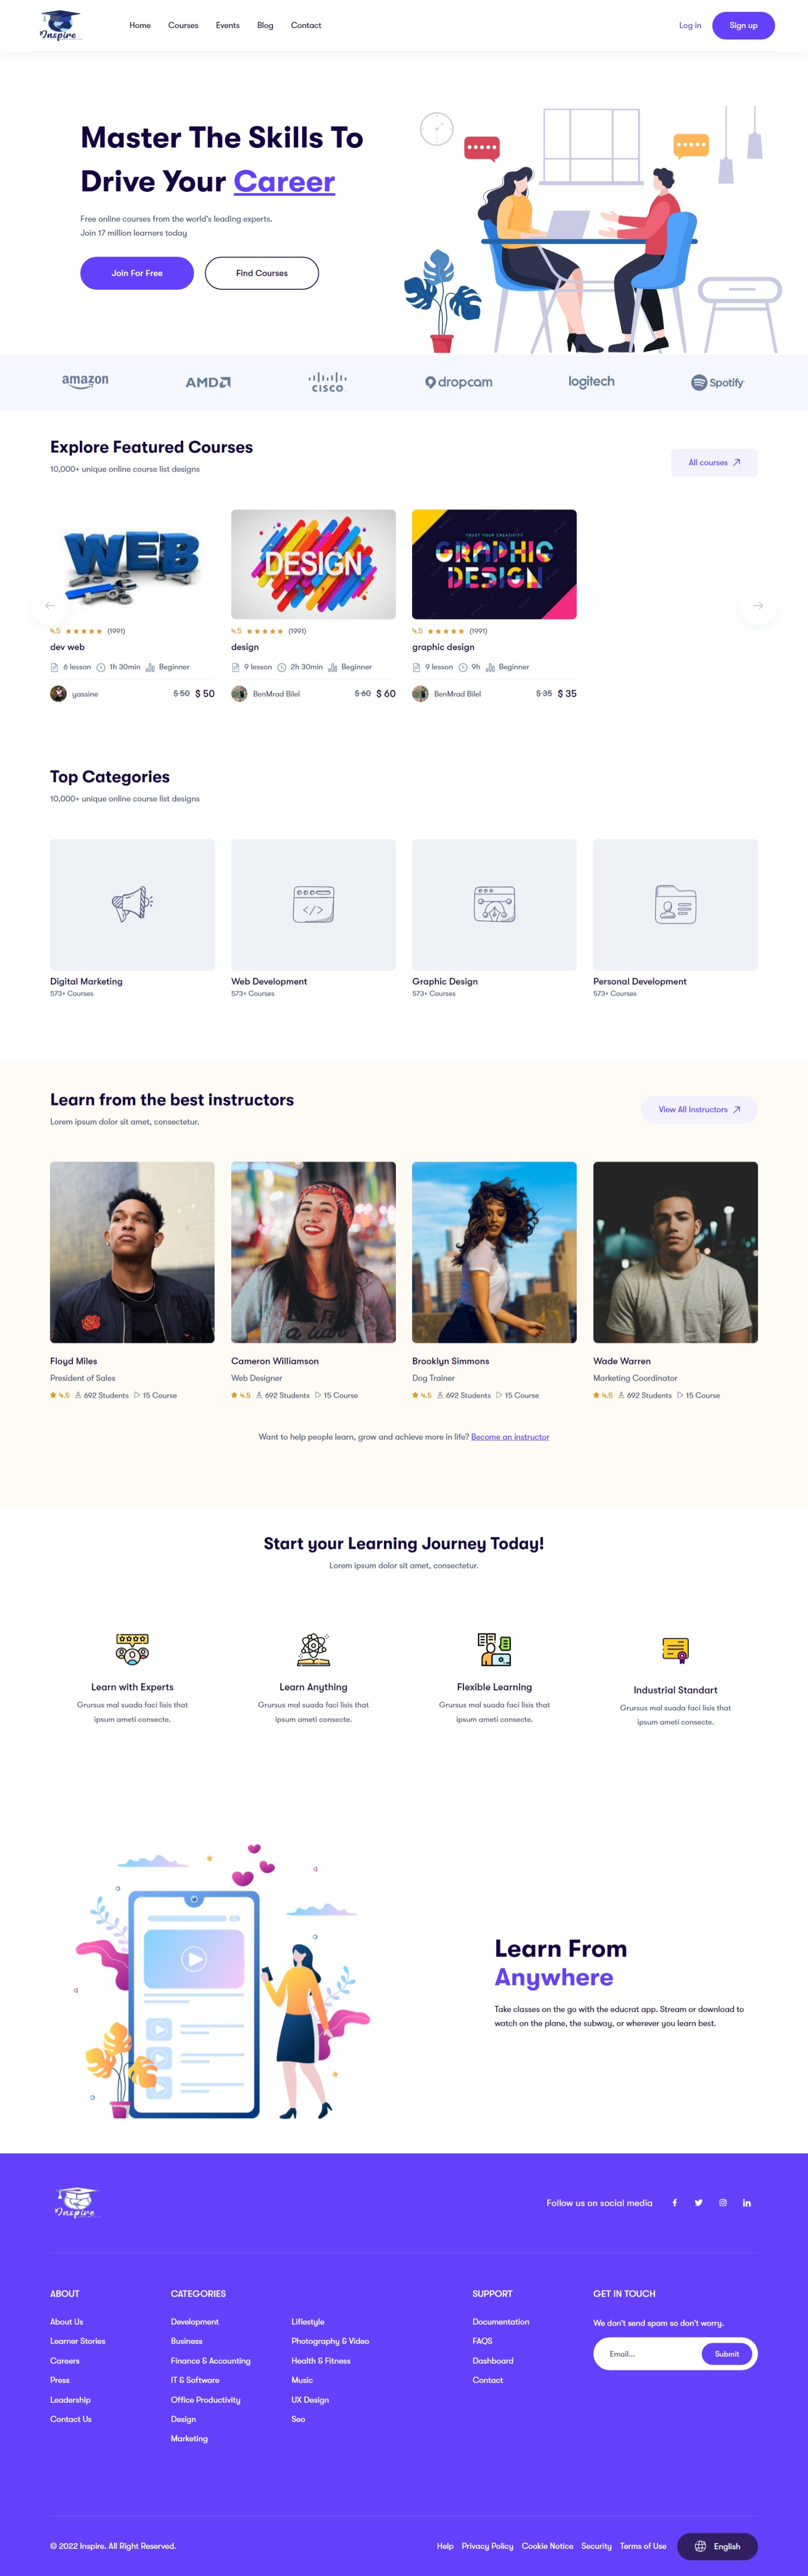 Inspire
Home Courses Events Blog Contact
Log in
Sign up
Master The Skills To
Drive Your Career
Free online courses from the world's leading experts.
Join 17 million learners today
Join For Free
Find Courses
amazon
AMD
CISCO
dropcam
logitech
Spotify
Explore Featured Courses
10,000+ unique online course list designs
All courses
WEB
4.5 (1991)
dev web
6 lesson 1h 30min Beginner
yassine $ 50 $ 50
DESIGN
4.5 (1991)
design
9 lesson 2h 30min Beginner
BenMrad Bilel $ 60 $ 60
TRUST YOUR CREATIVITY
GRAPHIC
DESIGN
4.5 (1991)
graphic design
9 lesson 9h Beginner
BenMrad Bilel $ 35 $ 35
Top Categories
10,000+ unique online course list designs
Digital Marketing
573+ Courses
Web Development
573+ Courses
Graphic Design
573+ Courses
Personal Development
573+ Courses
Learn from the best instructors
Lorem ipsum dolor sit amet, consectetur.
View All Instructors
Floyd Miles
President of Sales
4.5 692 Students 15 Course
Cameron Williamson
Web Designer
4.5 692 Students 15 Course
Brooklyn Simmons
Dog Trainer
4.5 692 Students 15 Course
Wade Warren
Marketing Coordinator
4.5 692 Students 15 Course
Want to help people learn, grow and achieve more in life? Become an instructor
Start your Learning Journey Today!
Lorem ipsum dolor sit amet, consectetur.
Learn with Experts
Grursus mal suada faci lisis that
ipsum ameti consecte.
Learn Anything
Grursus mal suada faci lisis that
ipsum ameti consecte.
Flexible Learning
Grursus mal suada faci lisis that
ipsum ameti consecte.
Industrial Standart
Grursus mal suada faci lisis that
ipsum ameti consecte.
Learn From
Anywhere
Take classes on the go with the educrat app. Stream or download to
watch on the plane, the subway, or wherever you learn best.
Inspire
Follow us on social media
ABOUT
About Us
Learner Stories
Careers
Press
Leadership
Contact Us
CATEGORIES
Development
Business
Finance & Accounting
IT & Software
Office Productivity
Design
Marketing
Lifiestyle
Photography & Video
Health & Fitness
Music
UX Design
Seo
SUPPORT
Documentation
FAQS
Dashboard
Contact
GET IN TOUCH
We don't send spam so don't worry.
Email...
Submit
© 2022 Inspire. All Right Reserved.
Help Privacy Policy Cookie Notice Security Terms of Use
English